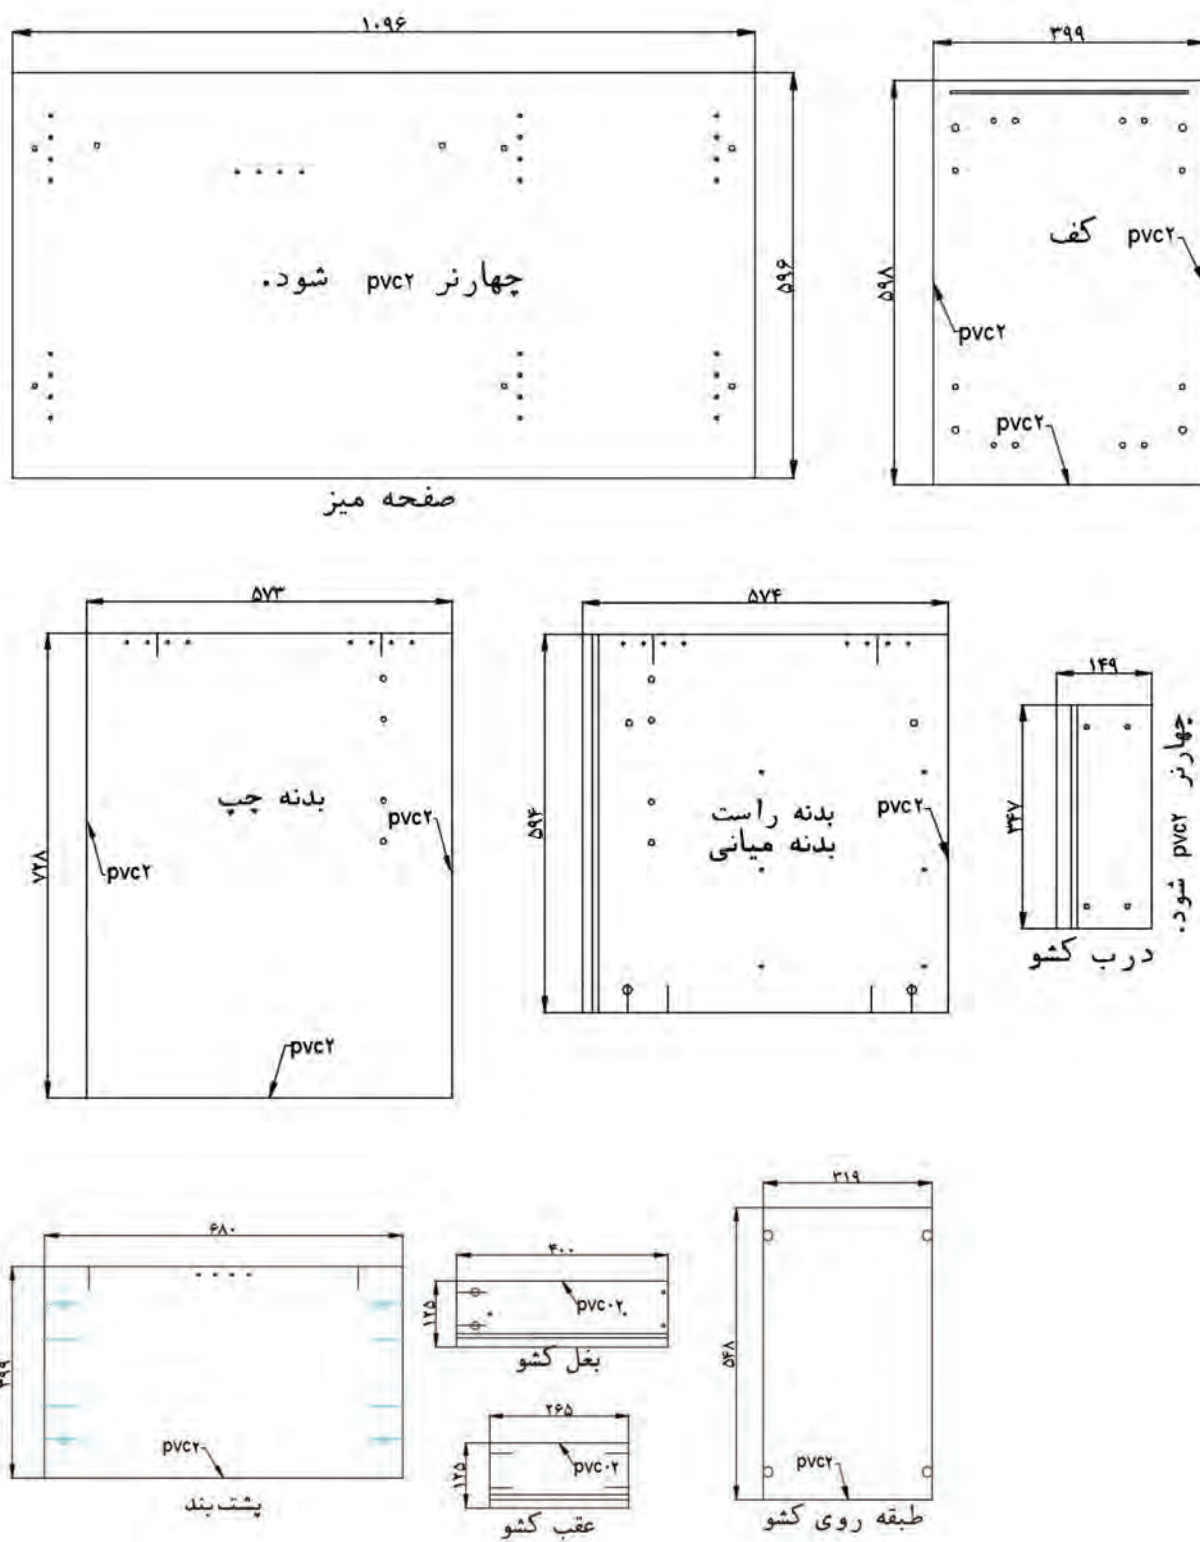 ۱۰۹۶
۵۹۶
چهارنر pvc۲ شود.
صفحه میز
۳۹۹
۵۹۸
کف
pvc۲
pvc۲
pvc۲
۵۷۳
۷۲۸
بدنه چپ
pvc۲
pvc۲
pvc۲
۵۷۴
۵۹۴
بدنه راست
بدنه میانی
pvc۲
۱۴۹
۳۴۷
چهارنر pvc۲ شود.
درب کشو
۶۸۰
۳۹۹
pvc۲
پشت‌بند
۴۰۰
۱۲۵
pvc۰۲
بغل کشو
۲۶۵
۱۲۵
pvc۰۲
عقب کشو
۳۱۹
۵۴۸
pvc۲
طبقه روی کشو